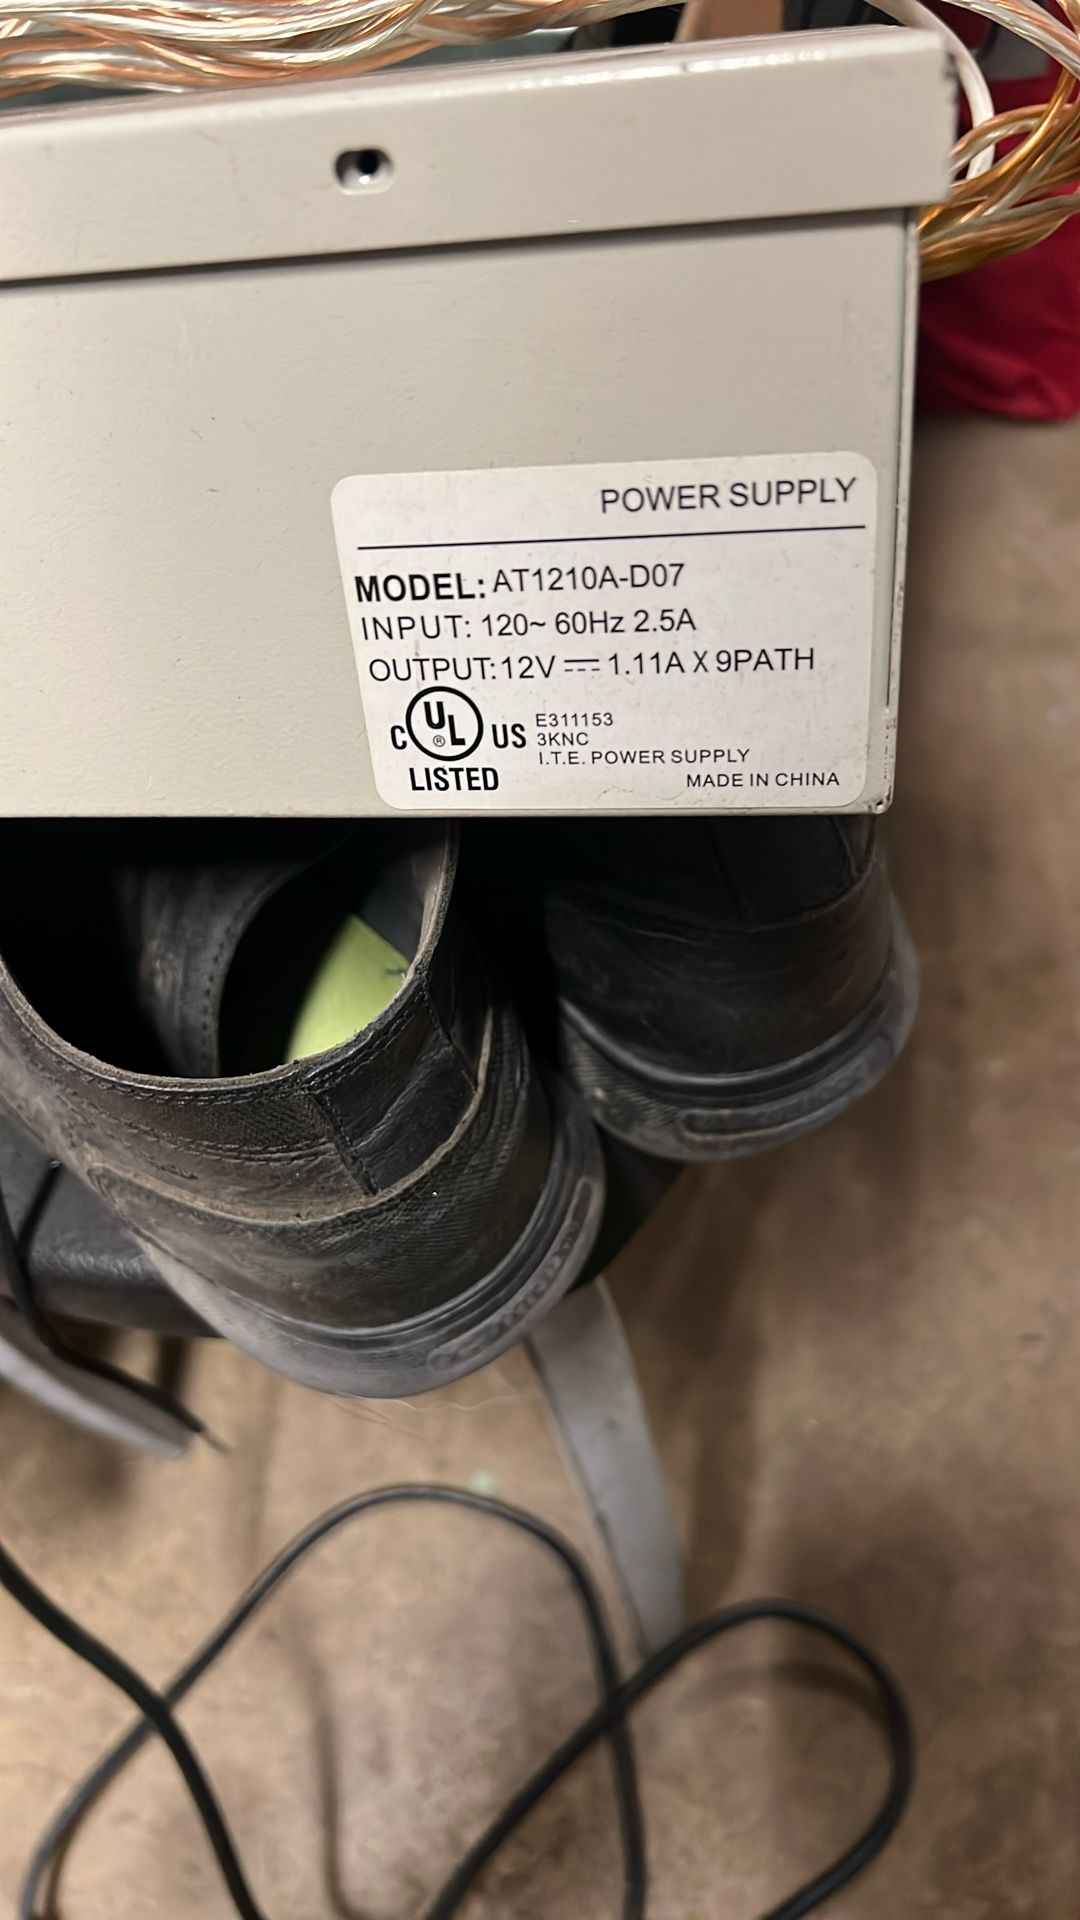 POWER SUPPLY
MODEL: AT1210A-D07
INPUT: 120~ 60Hz 2.5A
OUTPUT: 12V ⎓ 1.11A X 9PATH
C UL ® US
LISTED
E311153
3KNC
I.T.E. POWER SUPPLY
MADE IN CHINA